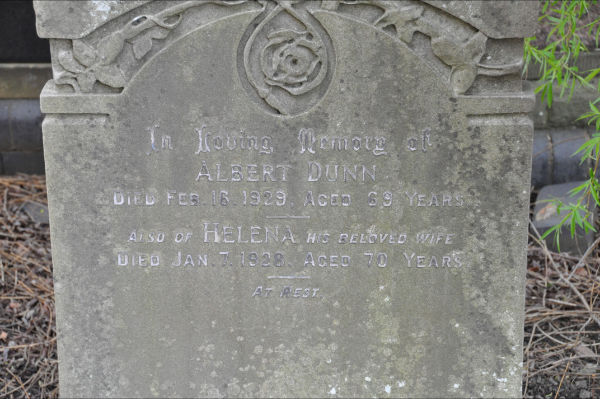 In Loving Memory of
ALBERT DUNN
DIED FEB. 16. 1929. AGED 69 YEARS
ALSO OF HELENA HIS BELOVED WIFE
DIED JAN. 7. AGED 70 YEARS
AT REST.